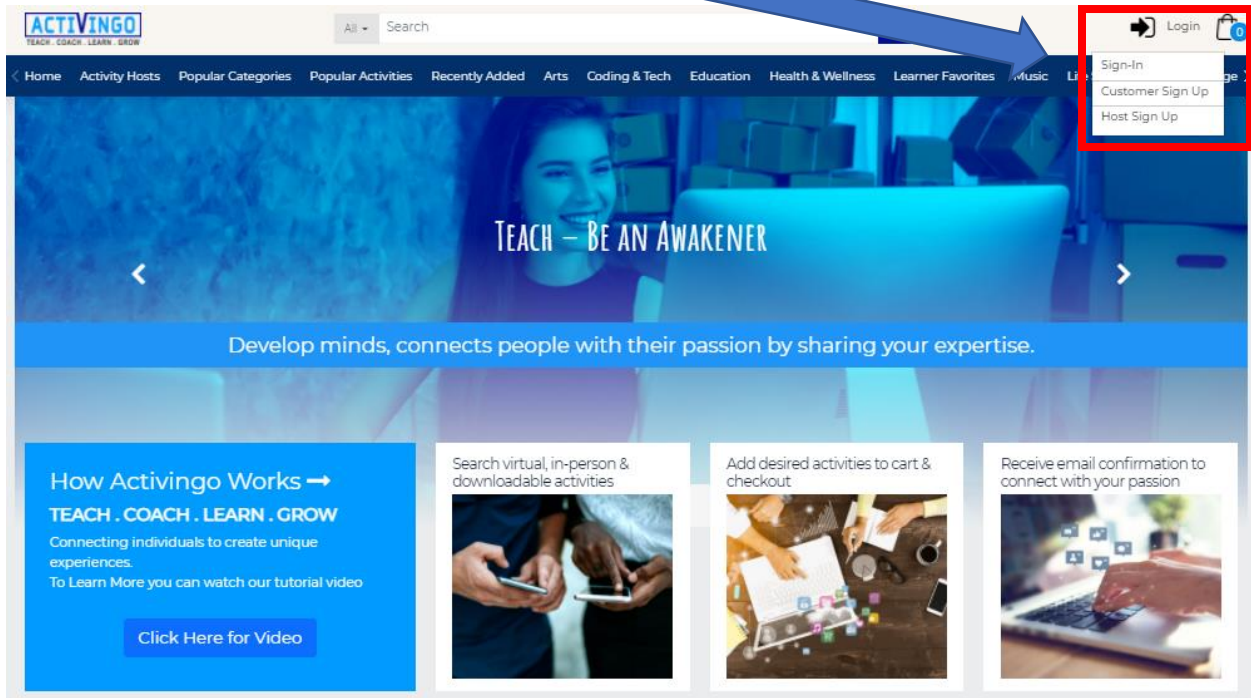 ACTIVINGO
TEACH . COACH . LEARN . GROW
All
Search
Login
0
Sign-In
Customer Sign Up
Host Sign Up
Home Activity Hosts Popular Categories Popular Activities Recently Added Arts Coding & Tech Education Health & Wellness Learner Favorites Music
TEACH – BE AN AWAKENER
Develop minds, connects people with their passion by sharing your expertise.
How Activingo Works
TEACH . COACH . LEARN . GROW
Connecting individuals to create unique
experiences.
To Learn More you can watch our tutorial video
Click Here for Video
Search virtual, in-person &
downloadable activities
Add desired activities to cart &
checkout
Receive email confirmation to
connect with your passion